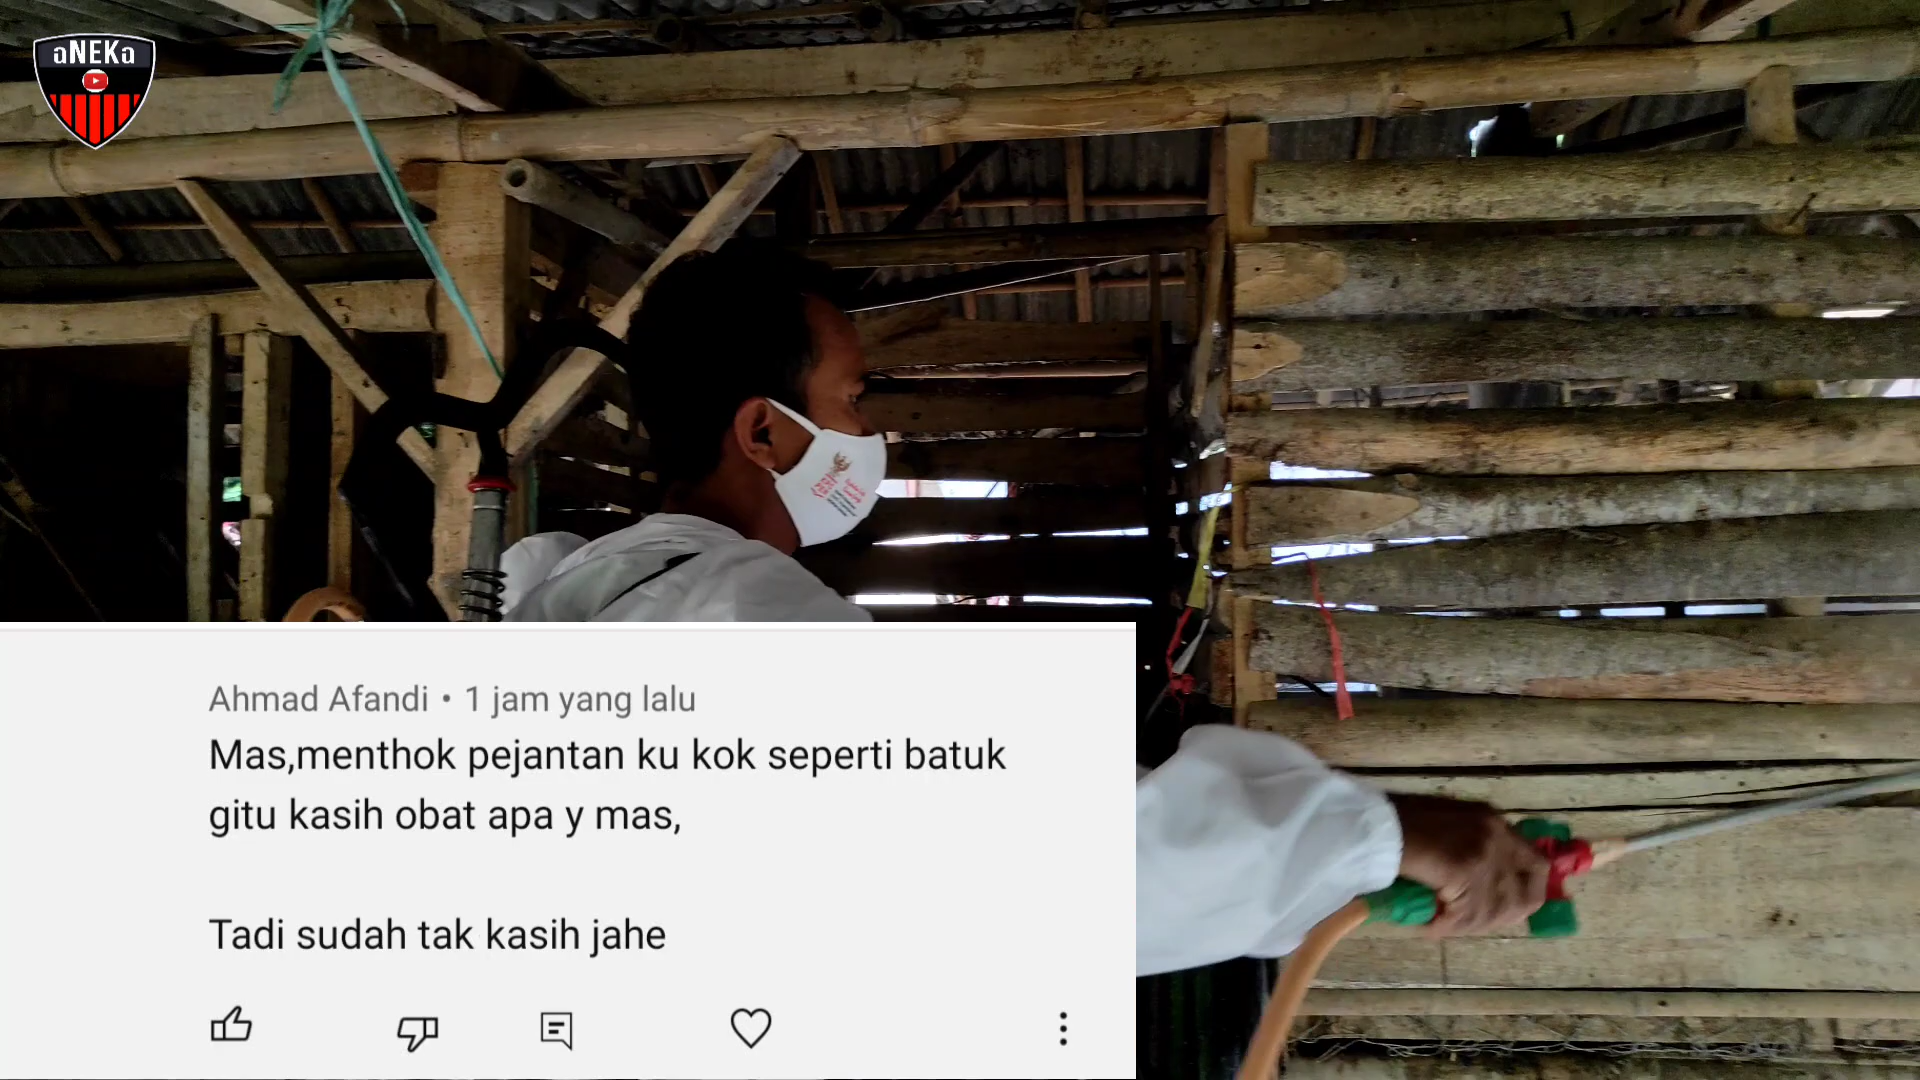 aNEKa
Ahmad Afandi • 1 jam yang lalu
Mas,menthok pejantan ku kok seperti batuk
gitu kasih obat apa y mas,
Tadi sudah tak kasih jahe